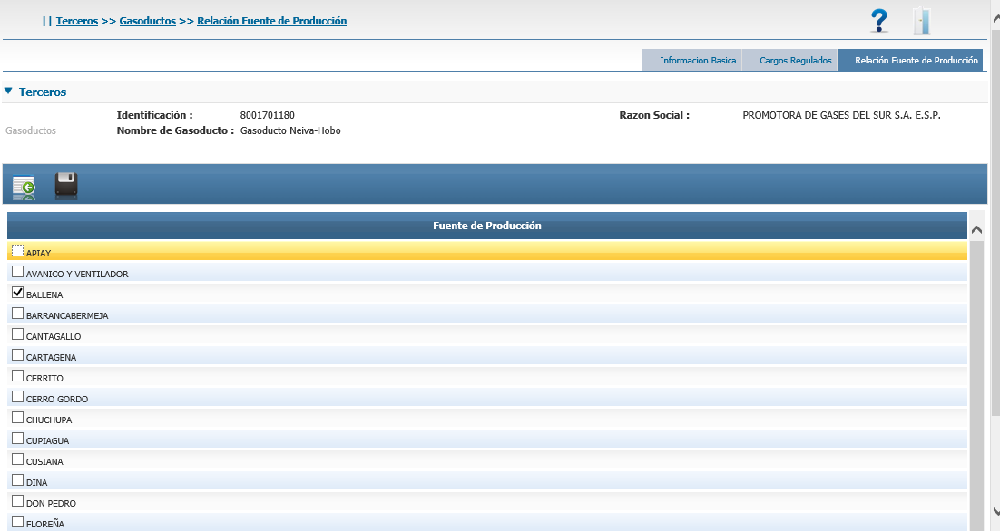 || Terceros >> Gasoductos >> Relación Fuente de Producción
Informacion Basica Cargos Regulados Relación Fuente de Producción
Terceros
Identificación : 8001701180 Razon Social : PROMOTORA DE GASES DEL SUR S.A. E.S.P.
Gasoductos Nombre de Gasoducto : Gasoducto Neiva-Hobo
Fuente de Producción
APIAY
AVANICO Y VENTILADOR
BALLENA
BARRANCABERMEJA
CANTAGALLO
CARTAGENA
CERRITO
CERRO GORDO
CHUCHUPA
CUPIAGUA
CUSIANA
DINA
DON PEDRO
FLOREÑA